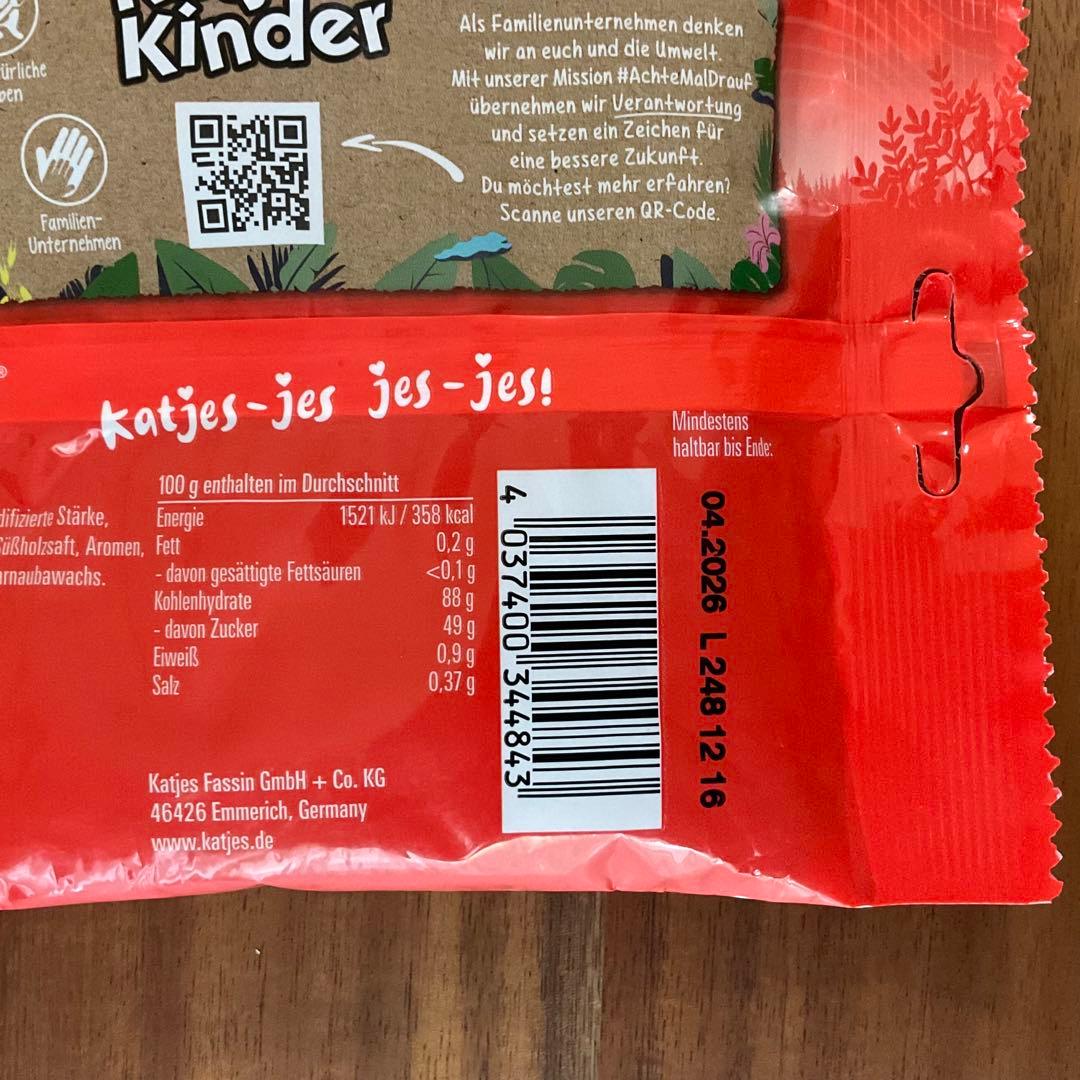 Kinder
Als Familienunternehmen denken
wir an euch und die Umwelt.
Mit unserer Mission #AchteMalDrauf
übernehmen wir Verantwortung
und setzen ein Zeichen für
eine bessere Zukunft.
Du möchtest mehr erfahren?
Scanne unseren QR-Code.
Familien-
Unternehmen
®
katjes-jes jes-jes!
Mindestens
haltbar bis Ende:
04.2026 L 248 12 16
Stärke,
Aromen,
100 g enthalten im Durchschnitt
Energie 1521 kJ / 358 kcal
Fett 0,2 g
- davon gesättigte Fettsäuren <0,1 g
Kohlenhydrate 88 g
- davon Zucker 49 g
Eiweiß 0,9 g
Salz 0,37 g
4 037400 344843
Katjes Fassin GmbH + Co. KG
46426 Emmerich, Germany
www.katjes.de